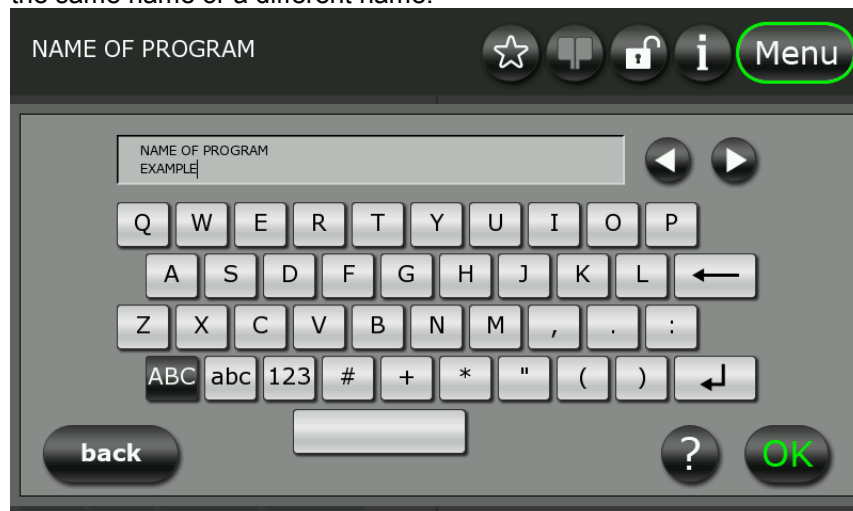 the same name or a different name.
NAME OF PROGRAM
i Menu
NAME OF PROGRAM
EXAMPLE
Q W E R T Y U I O P
A S D F G H J K L
Z X C V B N M , . :
ABC abc 123 # + * " ( )
back ? OK